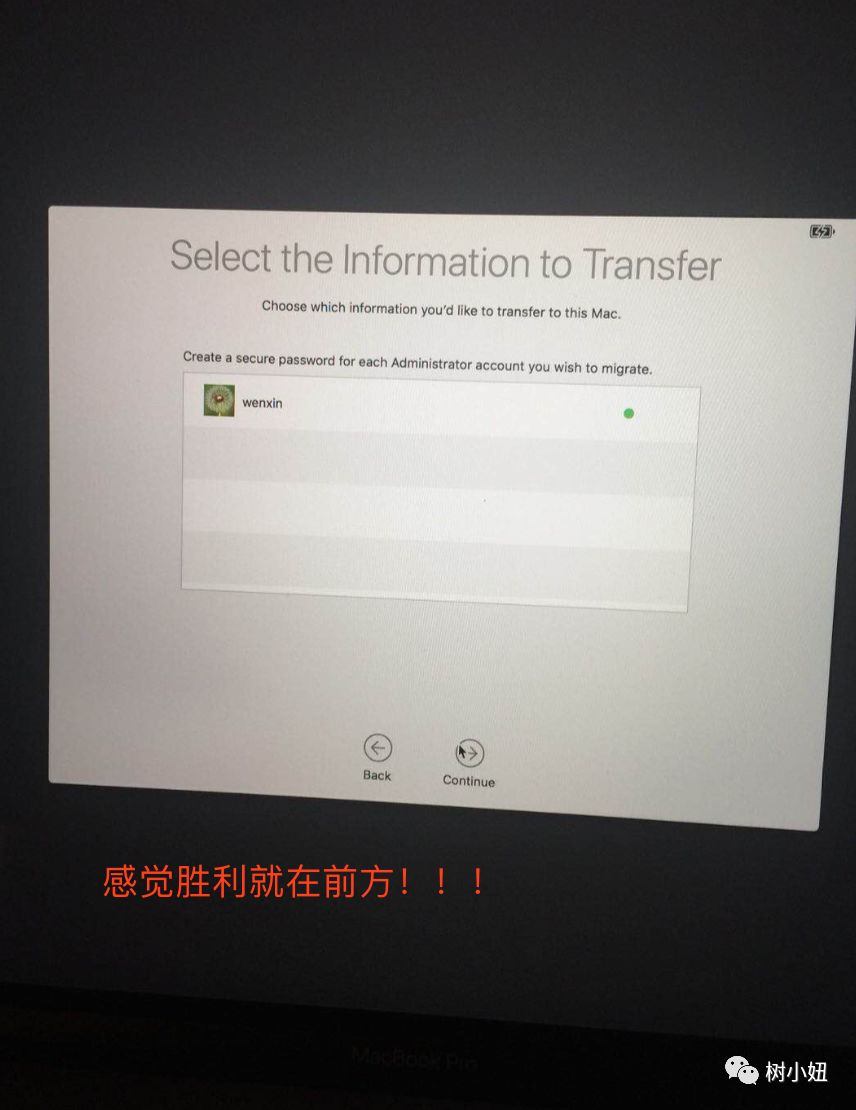 Select the Information to Transfer
Choose which information you'd like to transfer to this Mac.
Create a secure password for each Administrator account you wish to migrate.
wenxin
Back
Continue
感觉胜利就在前方！！！
MacBook Pro
树小妞